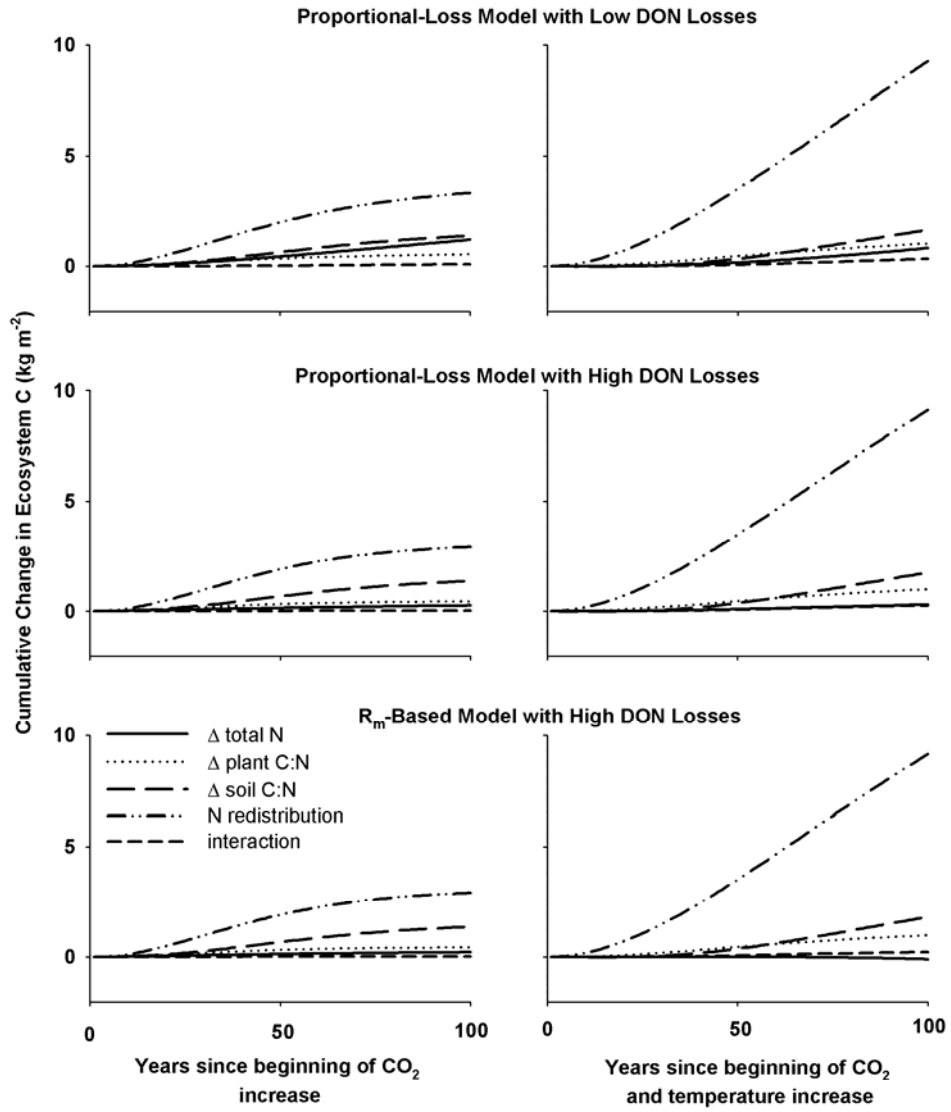 Proportional-Loss Model with Low DON Losses
10
5
0
Proportional-Loss Model with High DON Losses
10
5
0
Cumulative Change in Ecosystem C (kg m⁻²)
Rₘ-Based Model with High DON Losses
10
5
0
Δ total N
Δ plant C:N
Δ soil C:N
N redistribution
interaction
0 50 100 0 50 100
Years since beginning of CO₂
increase
Years since beginning of CO₂
and temperature increase